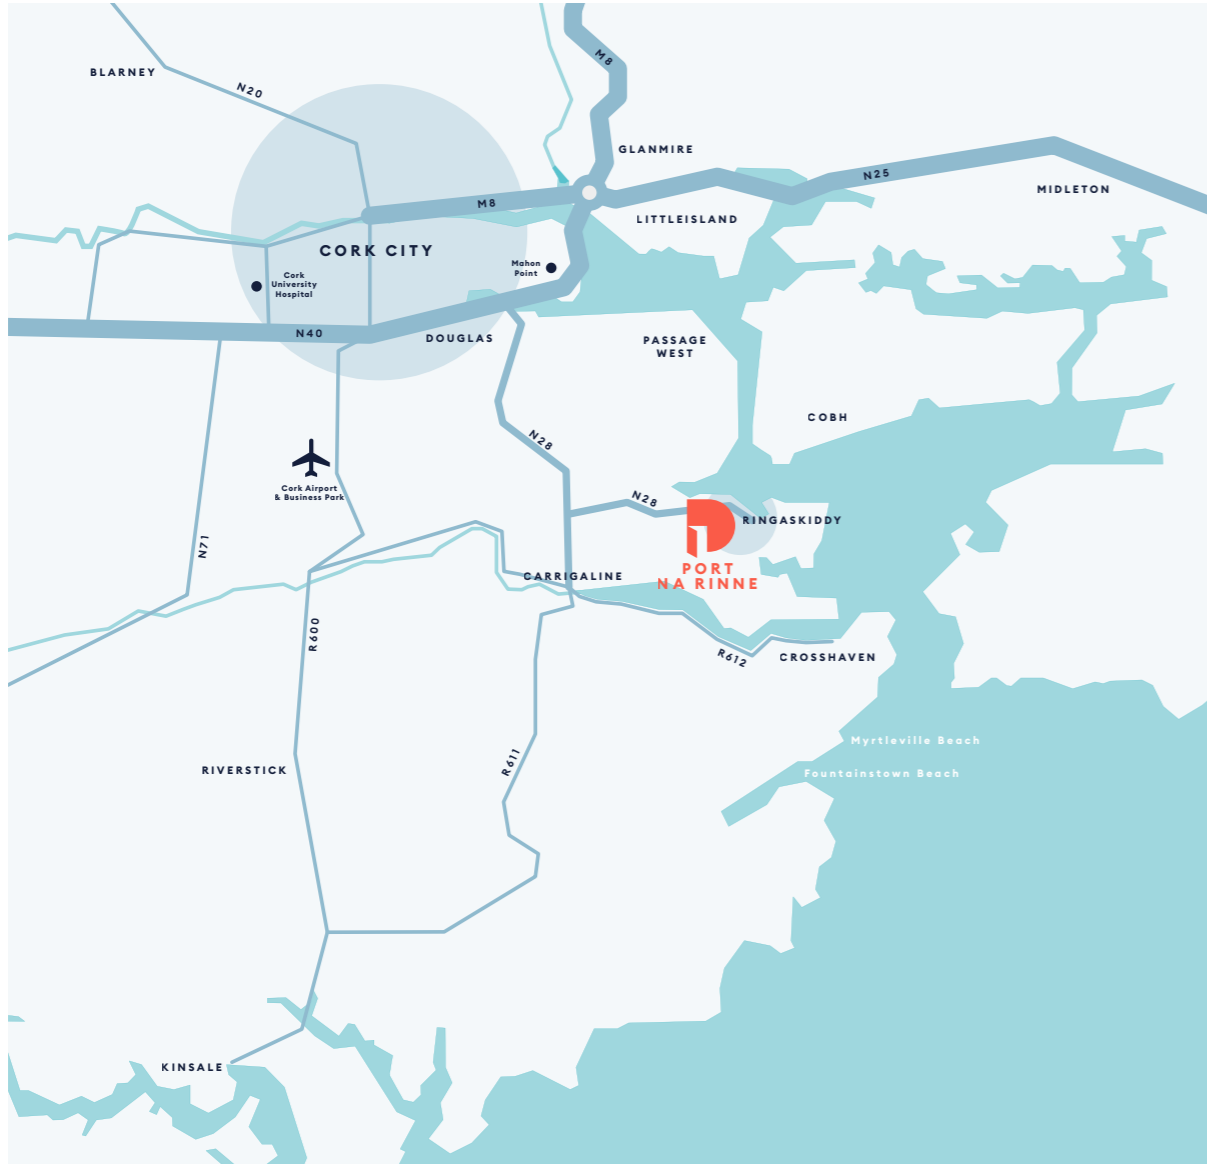 M8
BLARNEY
N20
GLANMIRE
N25
MIDLETON
M8
LITTLEISLAND
CORK CITY
Mahon
Point
Cork
University
Hospital
N40
DOUGLAS
PASSAGE
WEST
COBH
N28
Cork Airport
& Business Park
N28
RINGASKIDDY
N71
PORT
NA RINNE
CARRIGALINE
R600
R612
CROSSHAVEN
Myrtleville Beach
R611
RIVERSTICK
Fountainstown Beach
KINSALE